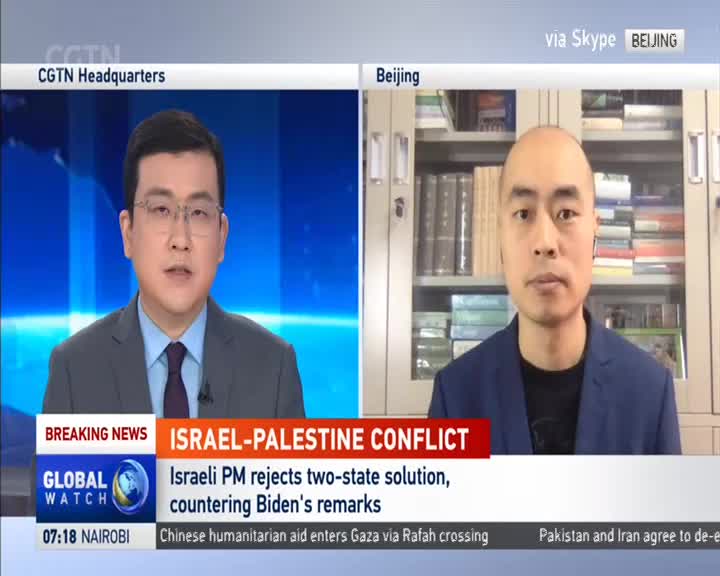 via Skype BEIJING
CGTN
CGTN Headquarters
Beijing
BREAKING NEWS
ISRAEL-PALESTINE CONFLICT
GLOBAL
WATCH
Israeli PM rejects two-state solution,
countering Biden's remarks
07:18 NAIROBI
Chinese humanitarian aid enters Gaza via Rafah crossing
Pakistan and Iran agree to de-e